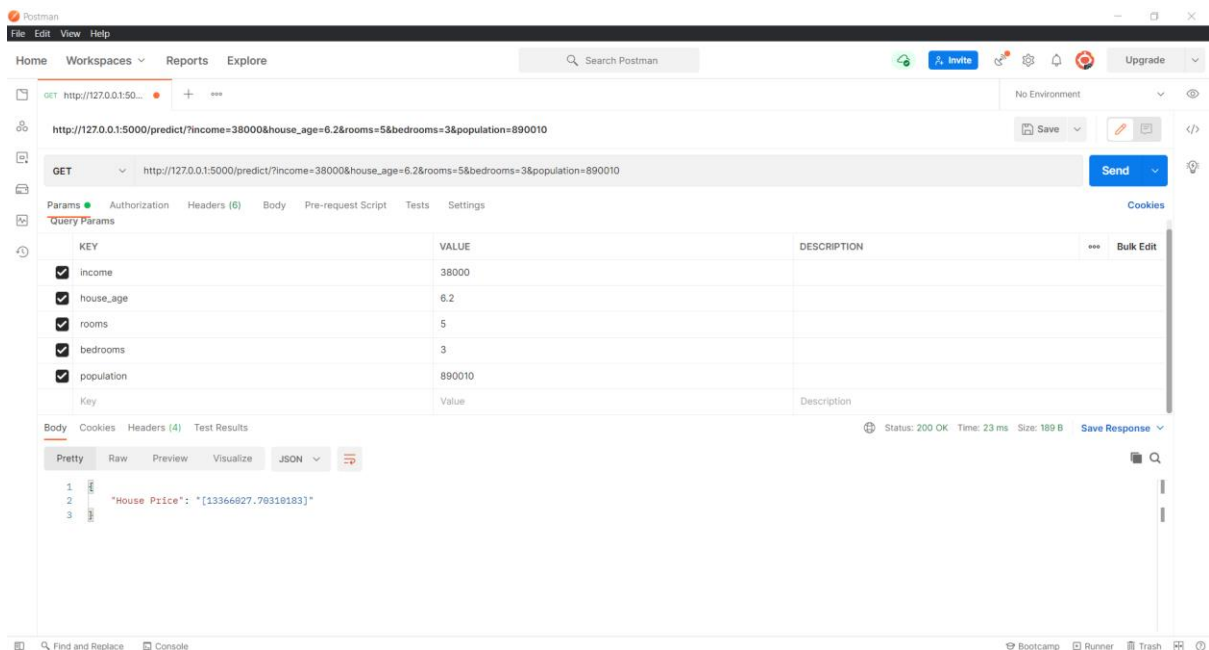 Postman
File Edit View Help
Home Workspaces Reports Explore Search Postman Invite Upgrade
GET http://127.0.0.1:50... No Environment
http://127.0.0.1:5000/predict/?income=38000&house_age=6.2&rooms=5&bedrooms=3&population=890010 Save
GET http://127.0.0.1:5000/predict/?income=38000&house_age=6.2&rooms=5&bedrooms=3&population=890010 Send
Params Authorization Headers (6) Body Pre-request Script Tests Settings Cookies
Query Params
KEY VALUE DESCRIPTION Bulk Edit
income 38000
house_age 6.2
rooms 5
bedrooms 3
population 890010
Key Value Description
Body Cookies Headers (4) Test Results Status: 200 OK Time: 23 ms Size: 189 B Save Response
Pretty Raw Preview Visualize JSON
1 {
2 "House Price": "[13366027.70310183]"
3 }
Find and Replace Console Bootcamp Runner Trash